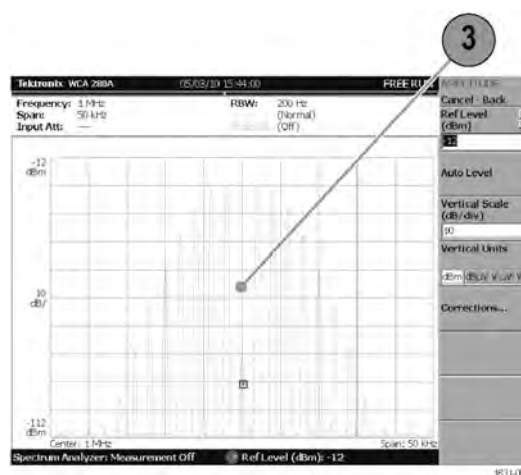 3
Tektronix WCA 280A 05/03/10 15:44:00 FREE RUN
AMPLITUDE
Frequency: 1 MHz RBW: 200 Hz
Span: 50 kHz (Normal)
Input Att: --- (Off)
Cancel - Back
Ref Level
(dBm)
-12
Auto Level
Vertical Scale
(dB/div)
10
Vertical Units
dBm
Corrections...
-12
dBm
10
dB/
-112
dBm
Center: 1 MHz Span: 50 kHz
Spectrum Analyzer: Measurement Off Ref Level (dBm): -12